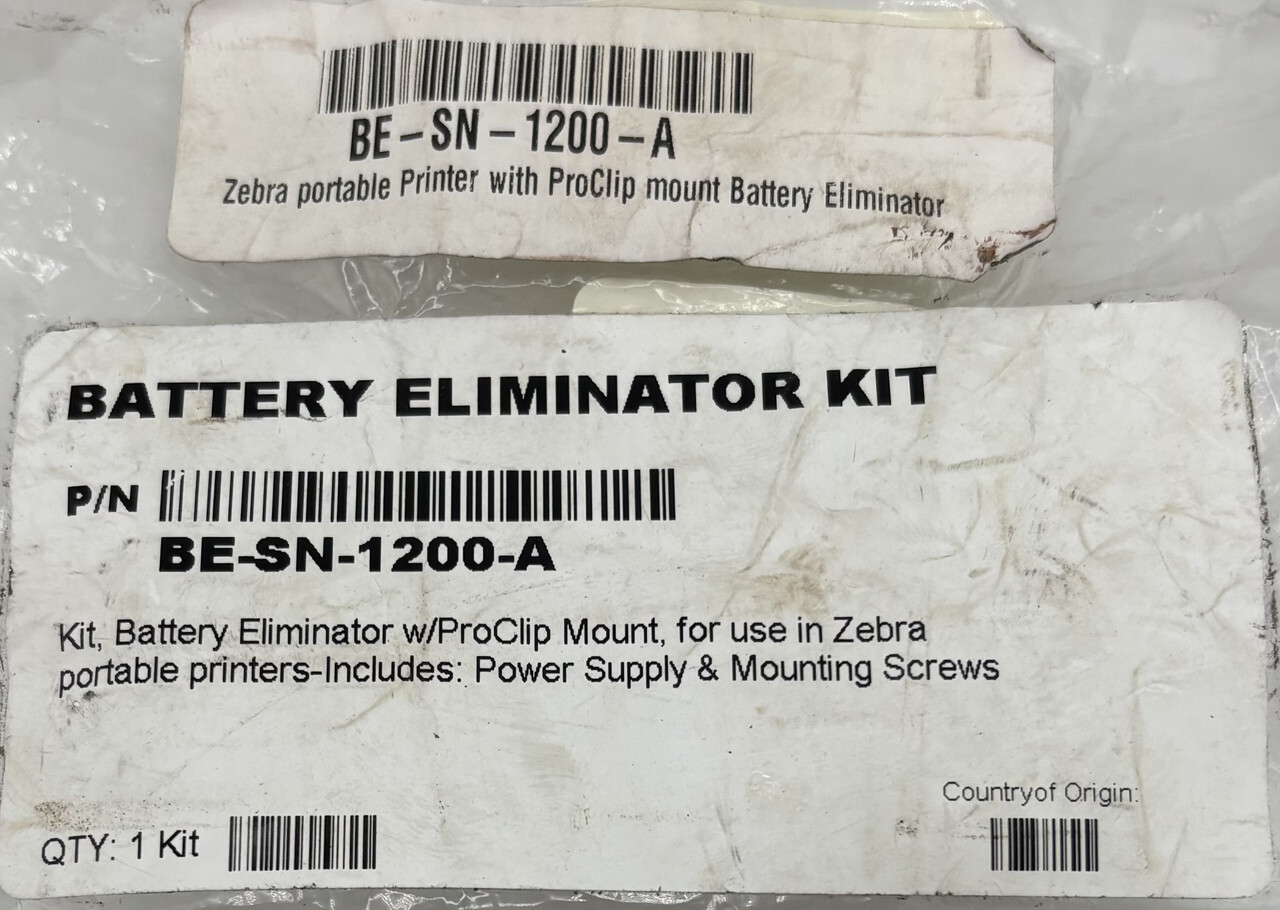 BE-SN-1200-A
Zebra portable Printer with ProClip mount Battery Eliminator
BATTERY ELIMINATOR KIT
P/N
BE-SN-1200-A
Kit, Battery Eliminator w/ProClip Mount, for use in Zebra
portable printers-Includes: Power Supply & Mounting Screws
Countryof Origin:
QTY: 1 Kit